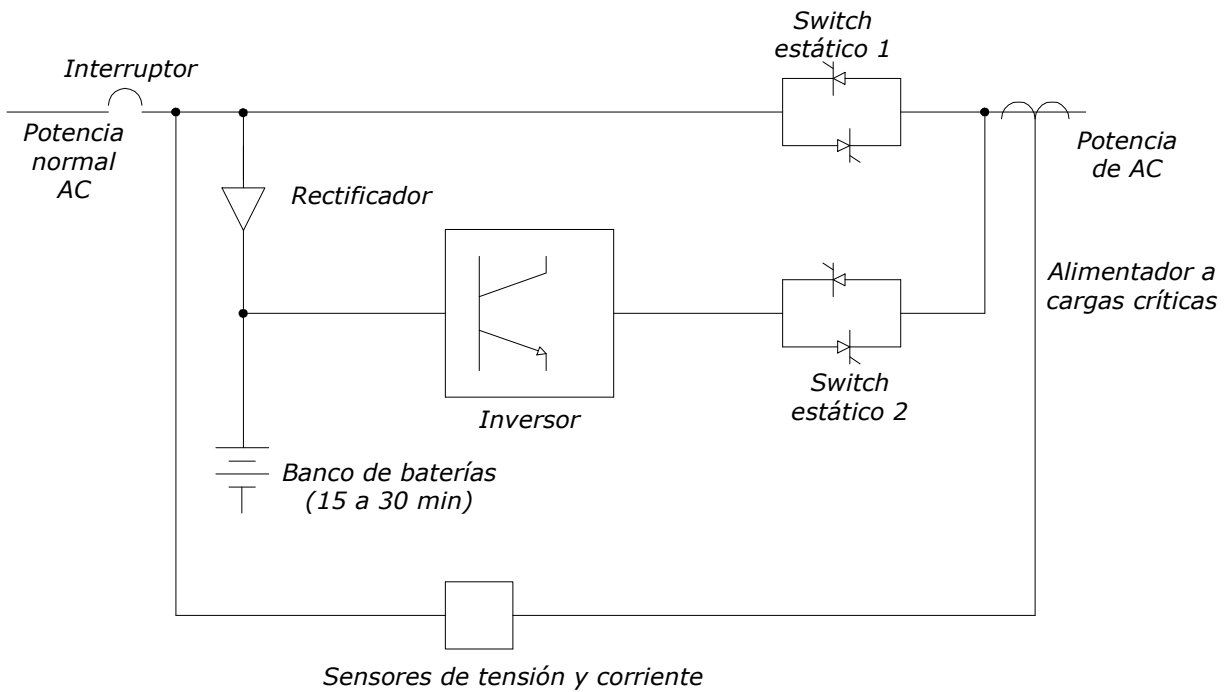 Switch
estático 1
Interruptor
Potencia
normal
AC
Potencia
de AC
Rectificador
Alimentador a
cargas críticas
Switch
estático 2
Inversor
Banco de baterías
(15 a 30 min)
Sensores de tensión y corriente